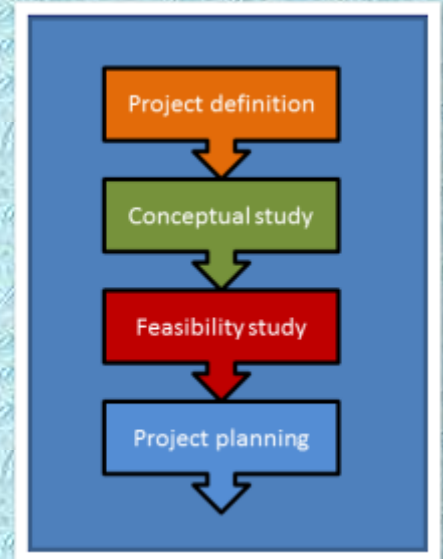 Project definition
Conceptual study
Feasibility study
Project planning